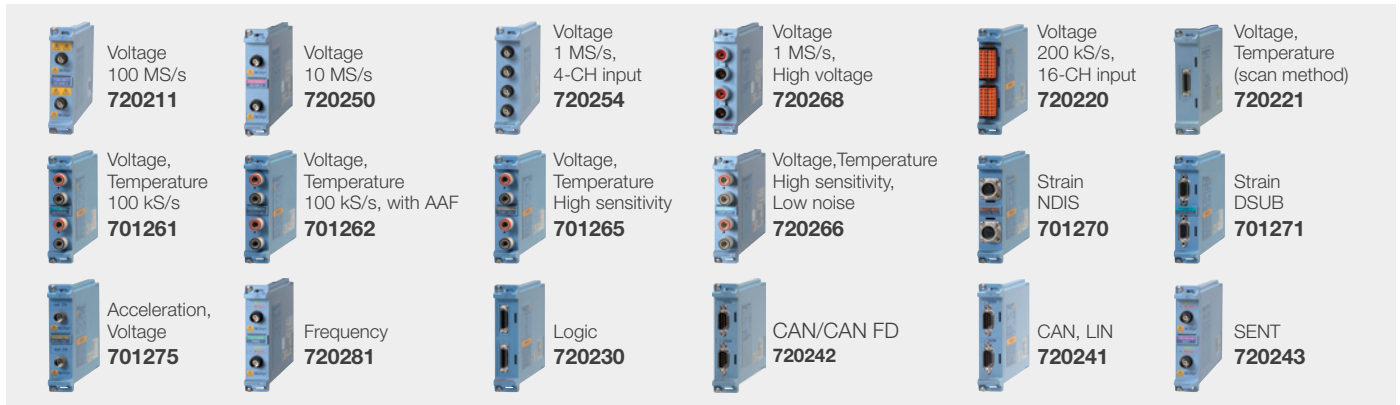 Voltage
100 MS/s
720211
Voltage
10 MS/s
720250
Voltage
1 MS/s,
4-CH input
720254
Voltage
1 MS/s,
High voltage
720268
Voltage
200 kS/s,
16-CH input
720220
Voltage,
Temperature
(scan method)
720221
Voltage,
Temperature
100 kS/s
701261
Voltage,
Temperature
100 kS/s, with AAF
701262
Voltage,
Temperature
High sensitivity
701265
Voltage,Temperature
High sensitivity,
Low noise
720266
Strain
NDIS
701270
Strain
DSUB
701271
Acceleration,
Voltage
701275
Frequency
720281
Logic
720230
CAN/CAN FD
720242
CAN, LIN
720241
SENT
720243